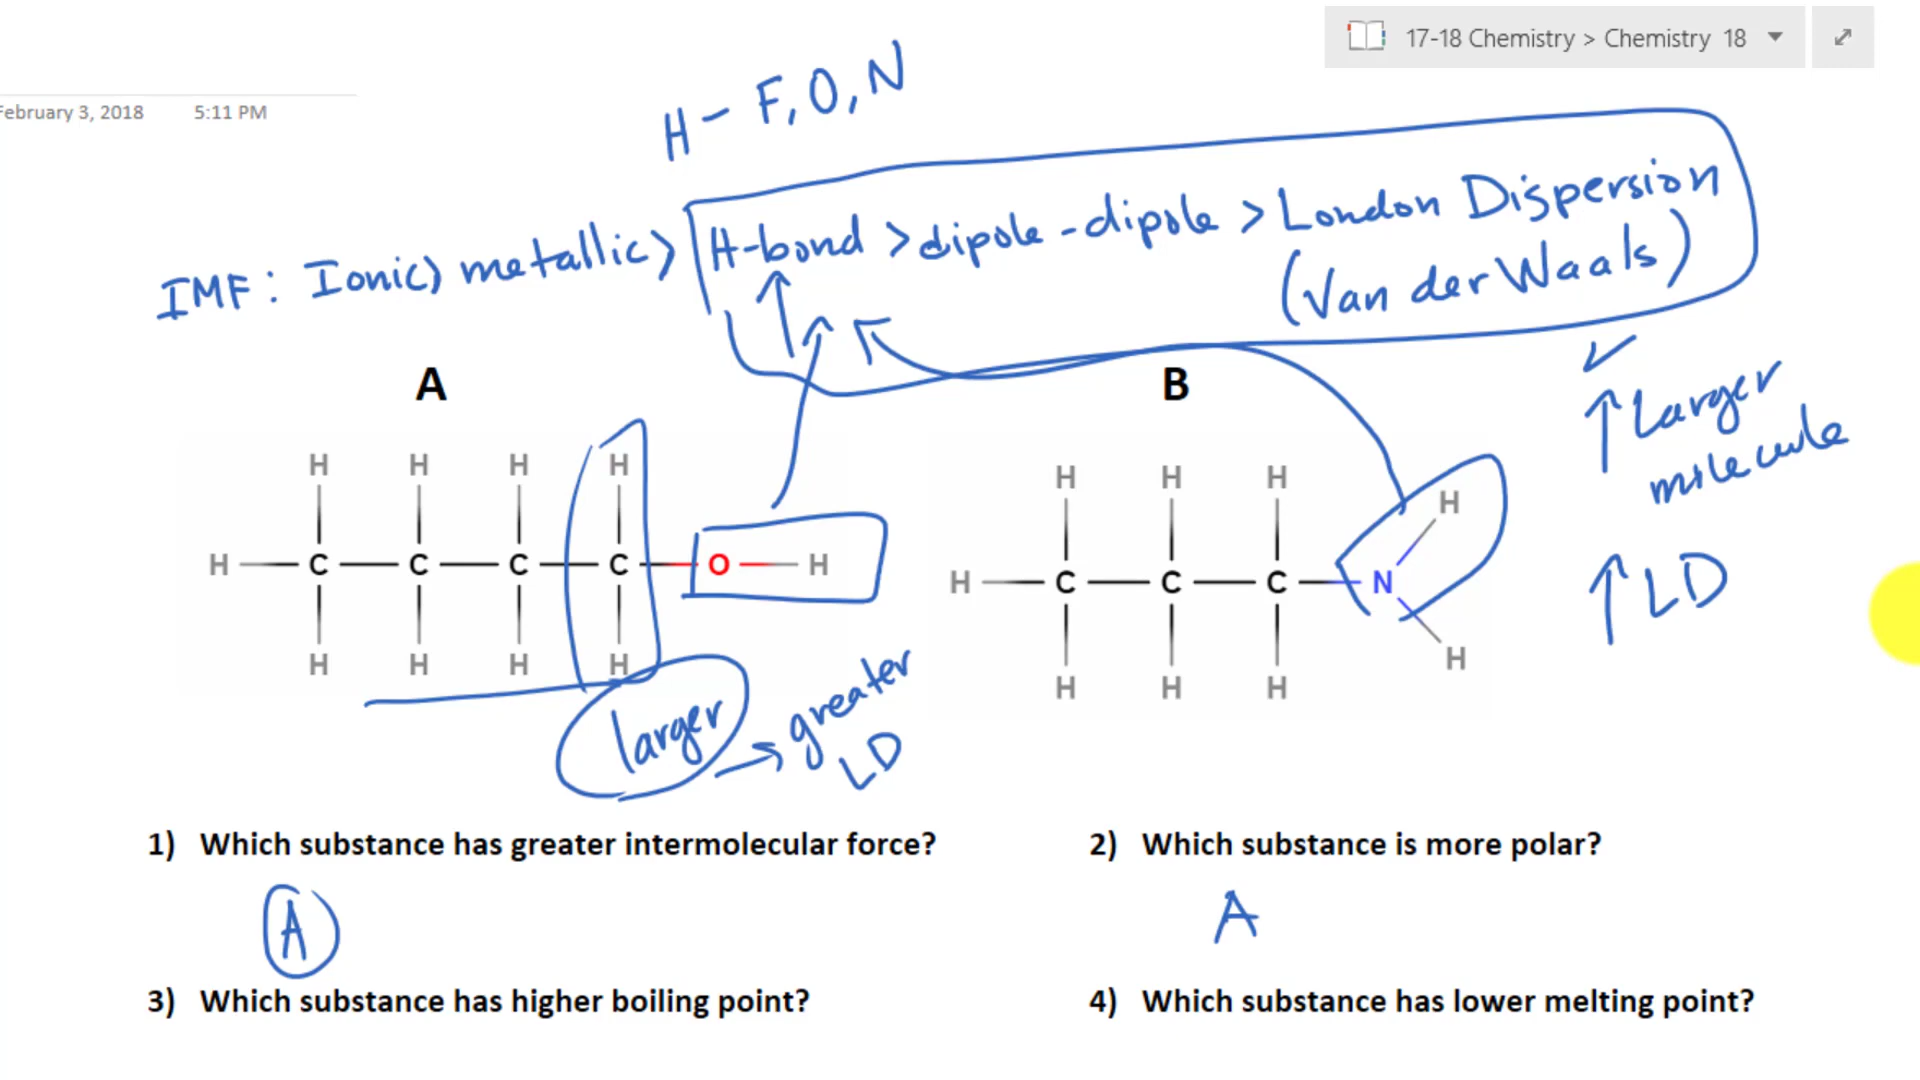 17-18 Chemistry > Chemistry 18
February 3, 2018 5:11 PM
H - F, O, N
IMF: Ionic > metallic > H-bond > dipole-dipole > London Dispersion
(Van der Waals)
↑ Larger
molecule
↑ LD
A
H H H H
H C C C C O H
H H H H
B
H H H H
H C C C N
H H H H
larger → greater
LD
1) Which substance has greater intermolecular force?
A
2) Which substance is more polar?
A
3) Which substance has higher boiling point?
4) Which substance has lower melting point?